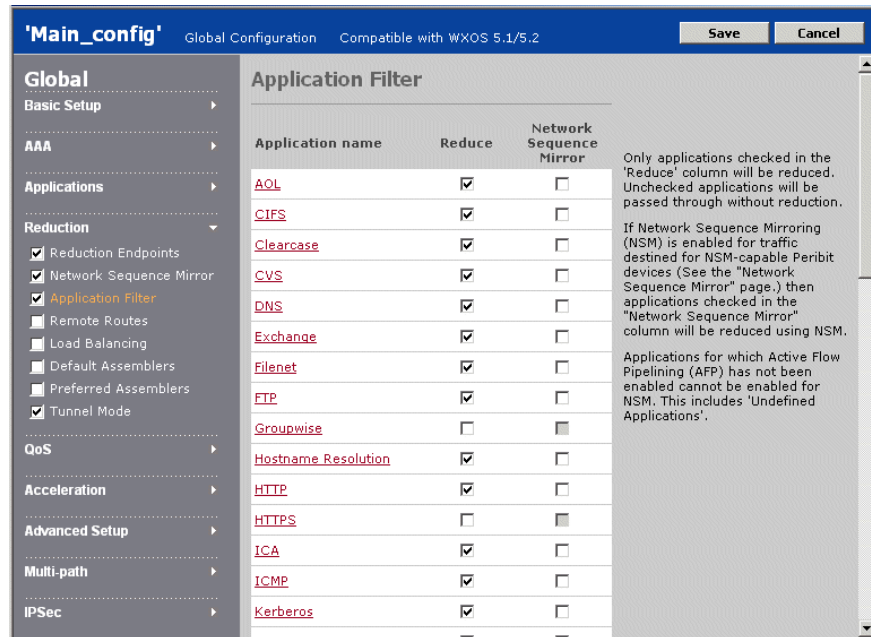 'Main_config' Global Configuration Compatible with WXOS 5.1/5.2 Save Cancel
Global
Basic Setup
AAA
Applications
Reduction
Reduction Endpoints
Network Sequence Mirror
Application Filter
Remote Routes
Load Balancing
Default Assemblers
Preferred Assemblers
Tunnel Mode
QoS
Acceleration
Advanced Setup
Multi-path
IPSec
Application Filter
Application name Reduce Network
Sequence
Mirror
AOL
CIFS
Clearcase
CVS
DNS
Exchange
Filenet
FTP
Groupwise
Hostname Resolution
HTTP
HTTPS
ICA
ICMP
Kerberos
Only applications checked in the
'Reduce' column will be reduced.
Unchecked applications will be
passed through without reduction.
If Network Sequence Mirroring
(NSM) is enabled for traffic
destined for NSM-capable Peribit
devices (See the "Network
Sequence Mirror" page.) then
applications checked in the
"Network Sequence Mirror"
column will be reduced using NSM.
Applications for which Active Flow
Pipelining (AFP) has not been
enabled cannot be enabled for
NSM. This includes 'Undefined
Applications'.